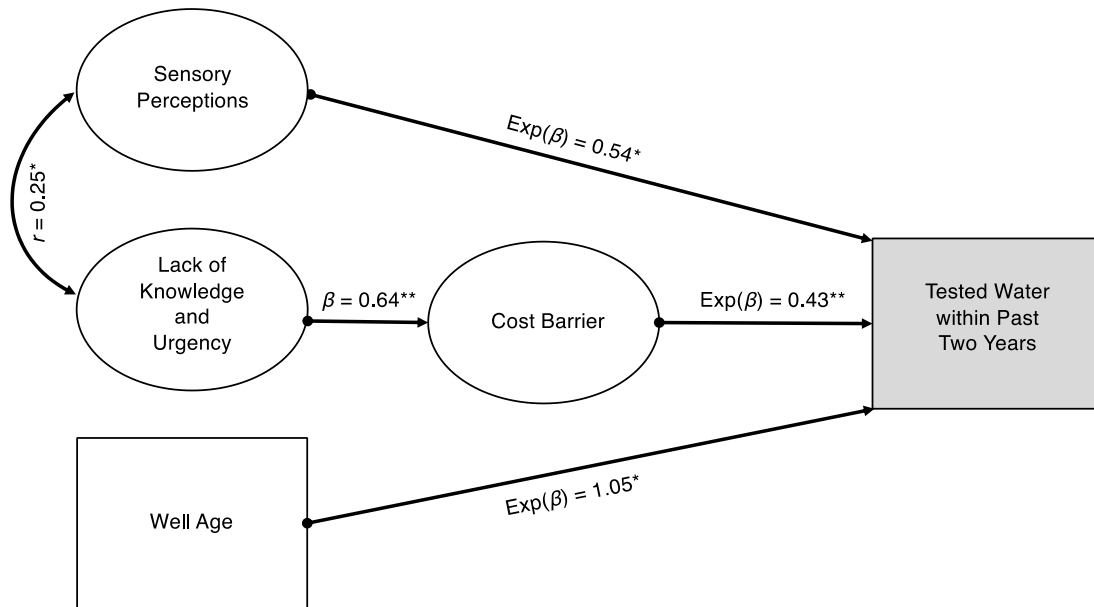 Sensory
Perceptions
Exp(β) = 0.54*
r = 0.25*
Lack of
Knowledge
and
Urgency
β = 0.64**
Cost Barrier
Exp(β) = 0.43**
Tested Water
within Past
Two Years
Well Age
Exp(β) = 1.05*